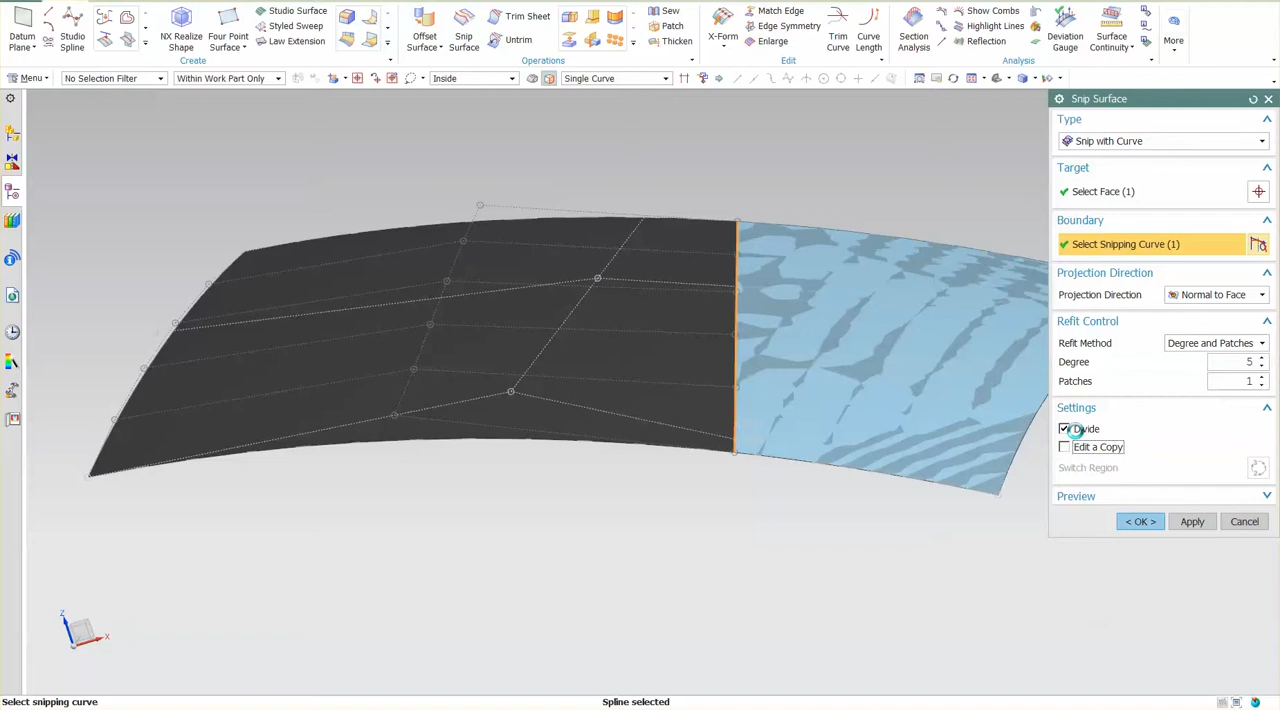 Datum Plane
Studio Spline
NX Realize Shape
Four Point Surface
Studio Surface
Styled Sweep
Law Extension
Create
Offset Surface
Snip Surface
Trim Sheet
Untrim
Sew
Patch
Thicken
Operations
X-Form
Match Edge
Edge Symmetry
Enlarge
Trim Curve
Curve Length
Edit
Section Analysis
Show Combs
Highlight Lines
Reflection
Deviation Gauge
Surface Continuity
More
Analysis
Menu
No Selection Filter
Within Work Part Only
Inside
Single Curve
Snip Surface
Type
Snip with Curve
Target
Select Face (1)
Boundary
Select Snipping Curve (1)
Projection Direction
Projection Direction Normal to Face
Refit Control
Refit Method Degree and Patches
Degree 5
Patches 1
Settings
Divide
Edit a Copy
Switch Region
Preview
< OK > Apply Cancel
Z
X
Select snipping curve
Spline selected